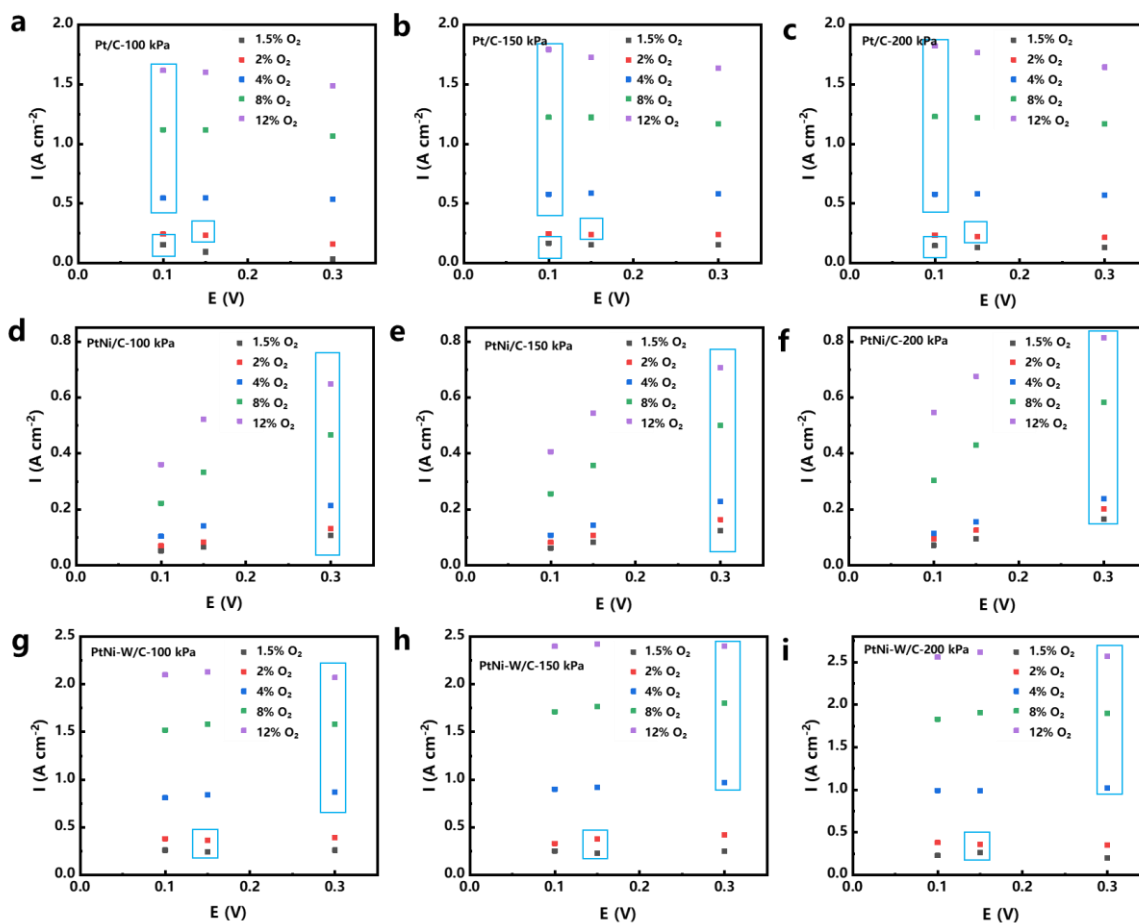 a
Pt/C-100 kPa
1.5% O₂
2% O₂
4% O₂
8% O₂
12% O₂
2.0
1.5
1.0
0.5
0.0
I (A cm⁻²)
0.0 0.1 0.2 0.3
E (V)
b
Pt/C-150 kPa
1.5% O₂
2% O₂
4% O₂
8% O₂
12% O₂
2.0
1.5
1.0
0.5
0.0
I (A cm⁻²)
0.0 0.1 0.2 0.3
E (V)
c
Pt/C-200 kPa
1.5% O₂
2% O₂
4% O₂
8% O₂
12% O₂
2.0
1.5
1.0
0.5
0.0
I (A cm⁻²)
0.0 0.1 0.2 0.3
E (V)
d
PtNi/C-100 kPa
1.5% O₂
2% O₂
4% O₂
8% O₂
12% O₂
0.8
0.6
0.4
0.2
0.0
I (A cm⁻²)
0.0 0.1 0.2 0.3
E (V)
e
PtNi/C-150 kPa
1.5% O₂
2% O₂
4% O₂
8% O₂
12% O₂
0.8
0.6
0.4
0.2
0.0
I (A cm⁻²)
0.0 0.1 0.2 0.3
E (V)
f
PtNi/C-200 kPa
1.5% O₂
2% O₂
4% O₂
8% O₂
12% O₂
0.8
0.6
0.4
0.2
0.0
I (A cm⁻²)
0.0 0.1 0.2 0.3
E (V)
g
PtNi-W/C-100 kPa
1.5% O₂
2% O₂
4% O₂
8% O₂
12% O₂
2.5
2.0
1.5
1.0
0.5
0.0
I (A cm⁻²)
0.0 0.1 0.2 0.3
E (V)
h
PtNi-W/C-150 kPa
1.5% O₂
2% O₂
4% O₂
8% O₂
12% O₂
2.5
2.0
1.5
1.0
0.5
0.0
I (A cm⁻²)
0.0 0.1 0.2 0.3
E (V)
i
PtNi-W/C-200 kPa
1.5% O₂
2% O₂
4% O₂
8% O₂
12% O₂
2.5
2.0
1.5
1.0
0.5
0.0
I (A cm⁻²)
0.0 0.1 0.2 0.3
E (V)